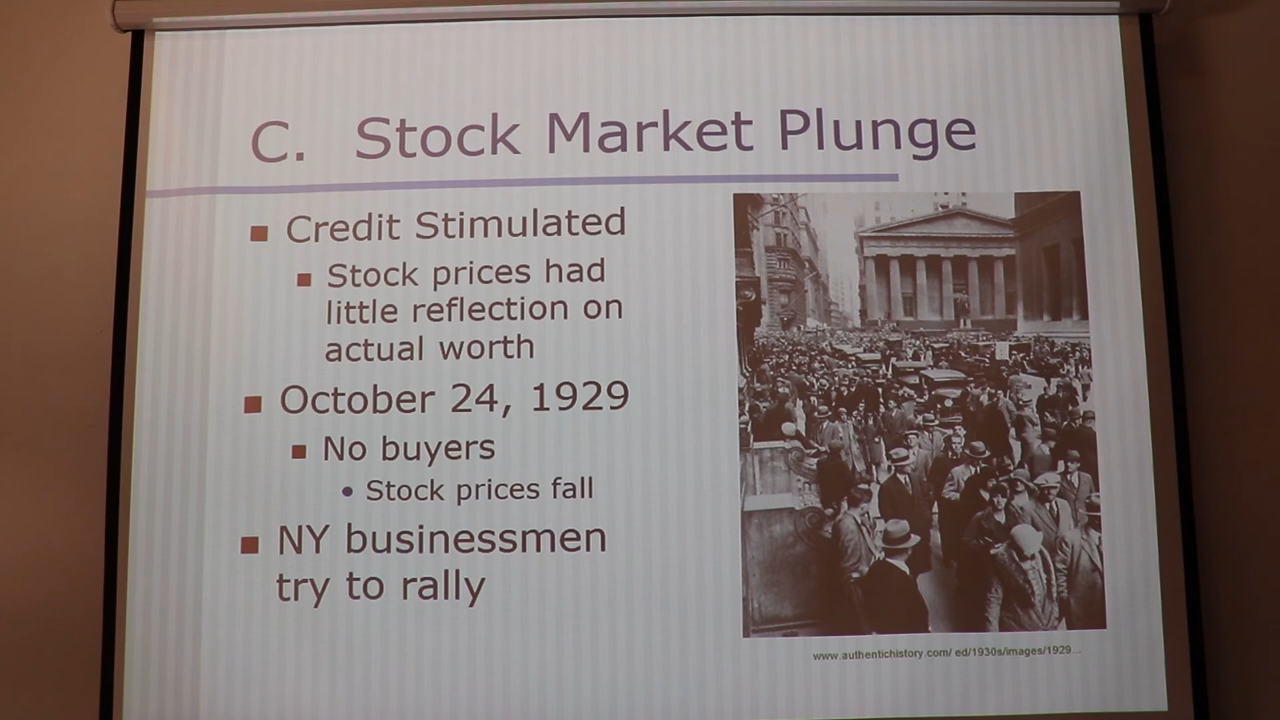 C. Stock Market Plunge
Credit Stimulated
Stock prices had
little reflection on
actual worth
October 24, 1929
No buyers
Stock prices fall
NY businessmen
try to rally
www.authentichistory.com/ ed/1930s/images/1929...